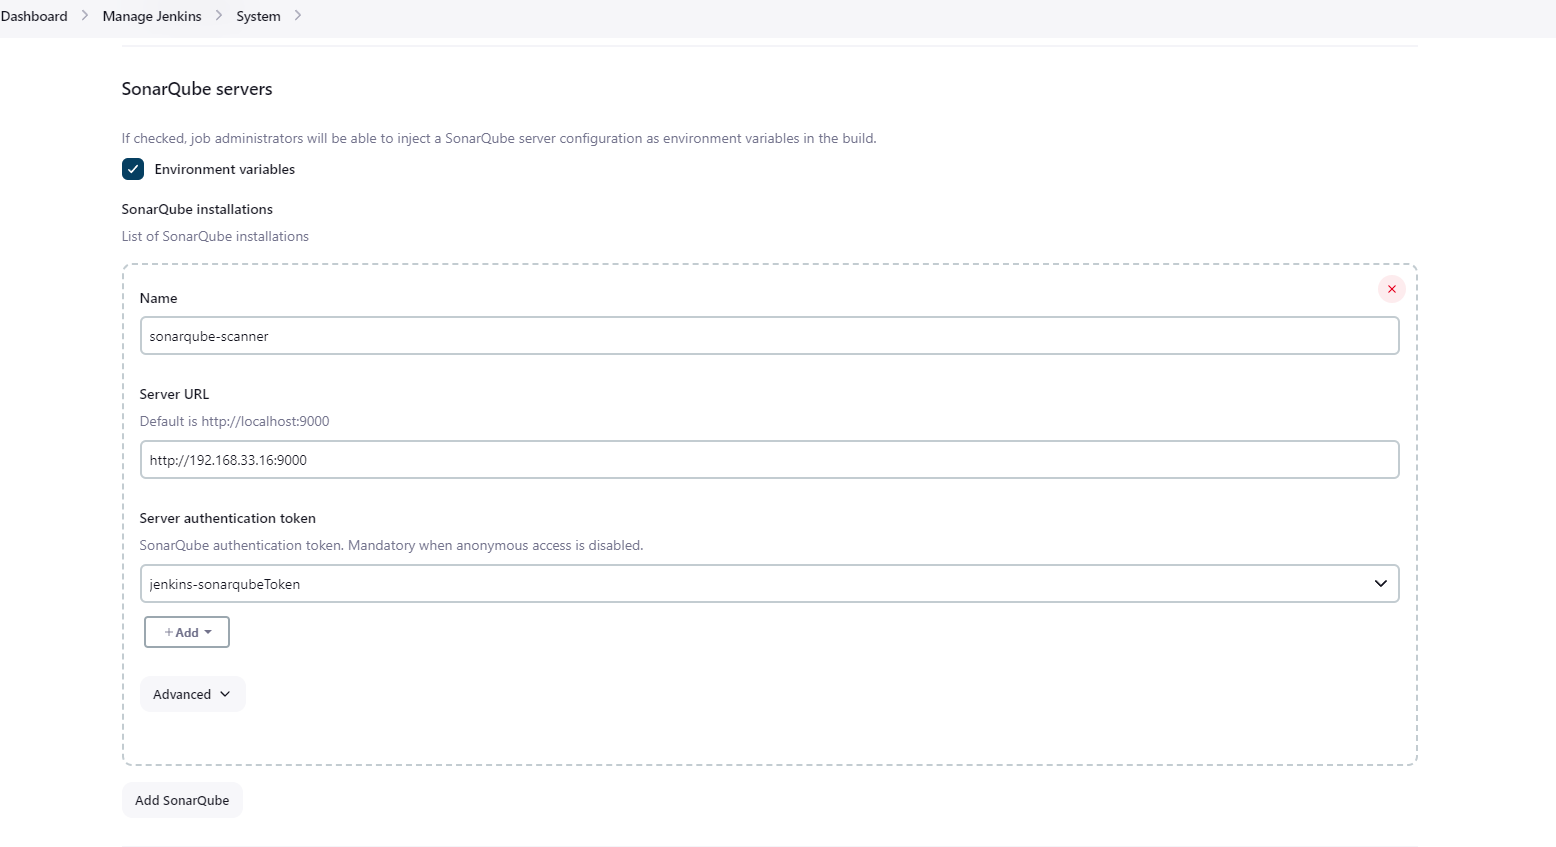 Dashboard > Manage Jenkins > System >
SonarQube servers
If checked, job administrators will be able to inject a SonarQube server configuration as environment variables in the build.
Environment variables
SonarQube installations
List of SonarQube installations
Name
sonarqube-scanner
Server URL
Default is http://localhost:9000
http://192.168.33.16:9000
Server authentication token
SonarQube authentication token. Mandatory when anonymous access is disabled.
jenkins-sonarqubeToken
+ Add
Advanced
Add SonarQube